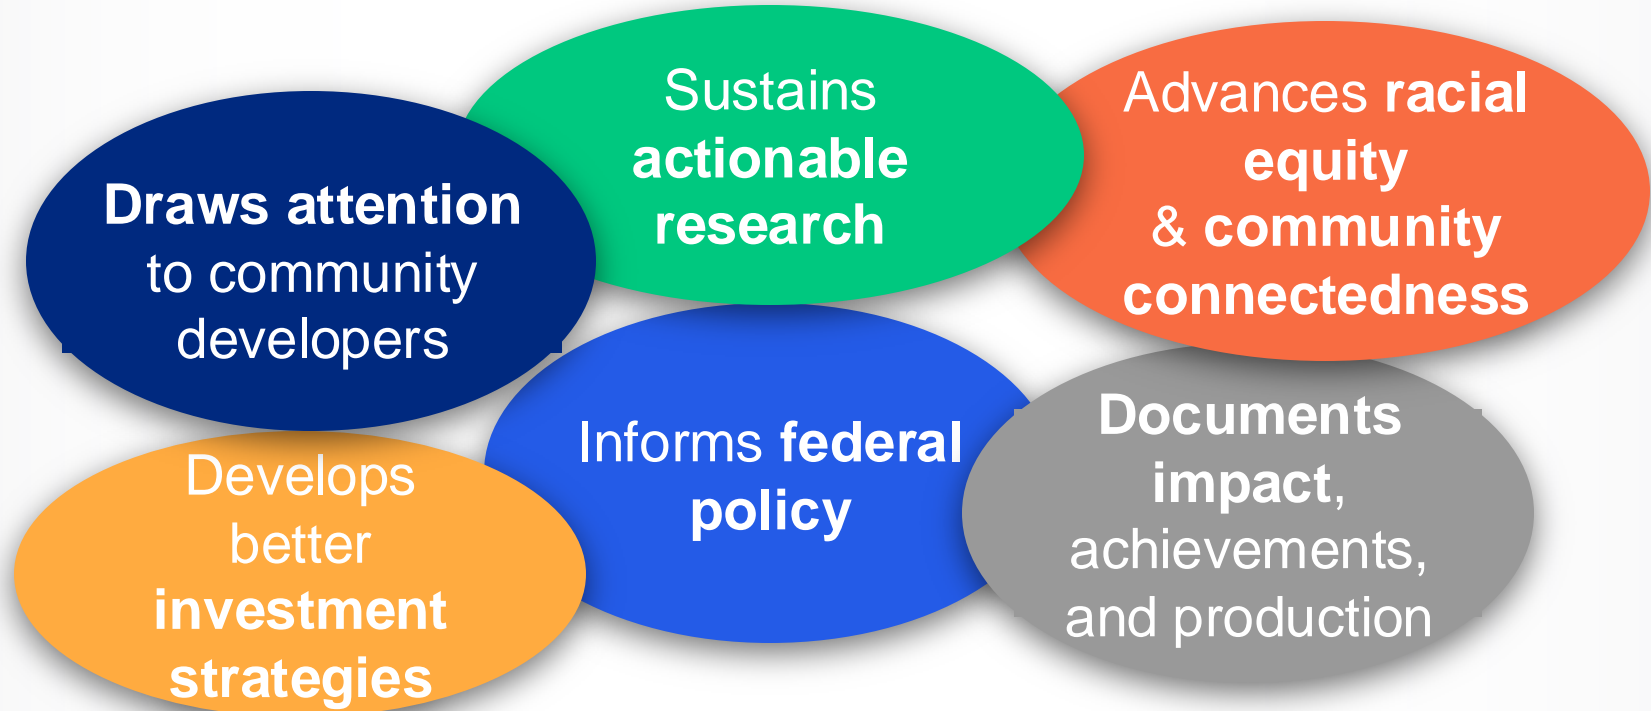 Draws attention
to community
developers
Sustains
actionable
research
Advances racial
equity
& community
connectedness
Develops
better
investment
strategies
Informs federal
policy
Documents
impact,
achievements,
and production